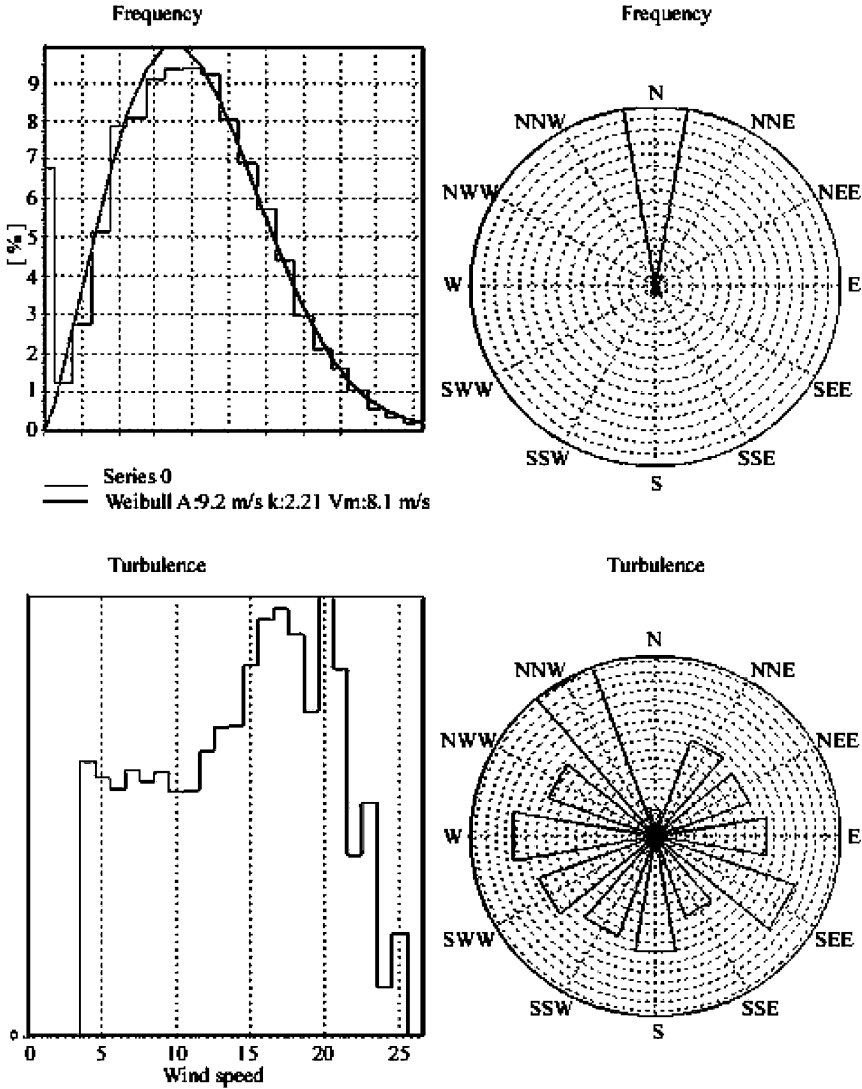 Frequency
9
8
7
6
5
4
3
2
1
0
[ % ]
Series 0
Weibull A:9.2 m/s k:2.21 Vm:8.1 m/s
Frequency
N
NNW NNE
NWW NEE
W E
SWW SEE
SSW SSE
S
Turbulence
0
0 5 10 15 20 25
Wind speed
Turbulence
N
NNW NNE
NWW NEE
W E
SWW SEE
SSW SSE
S